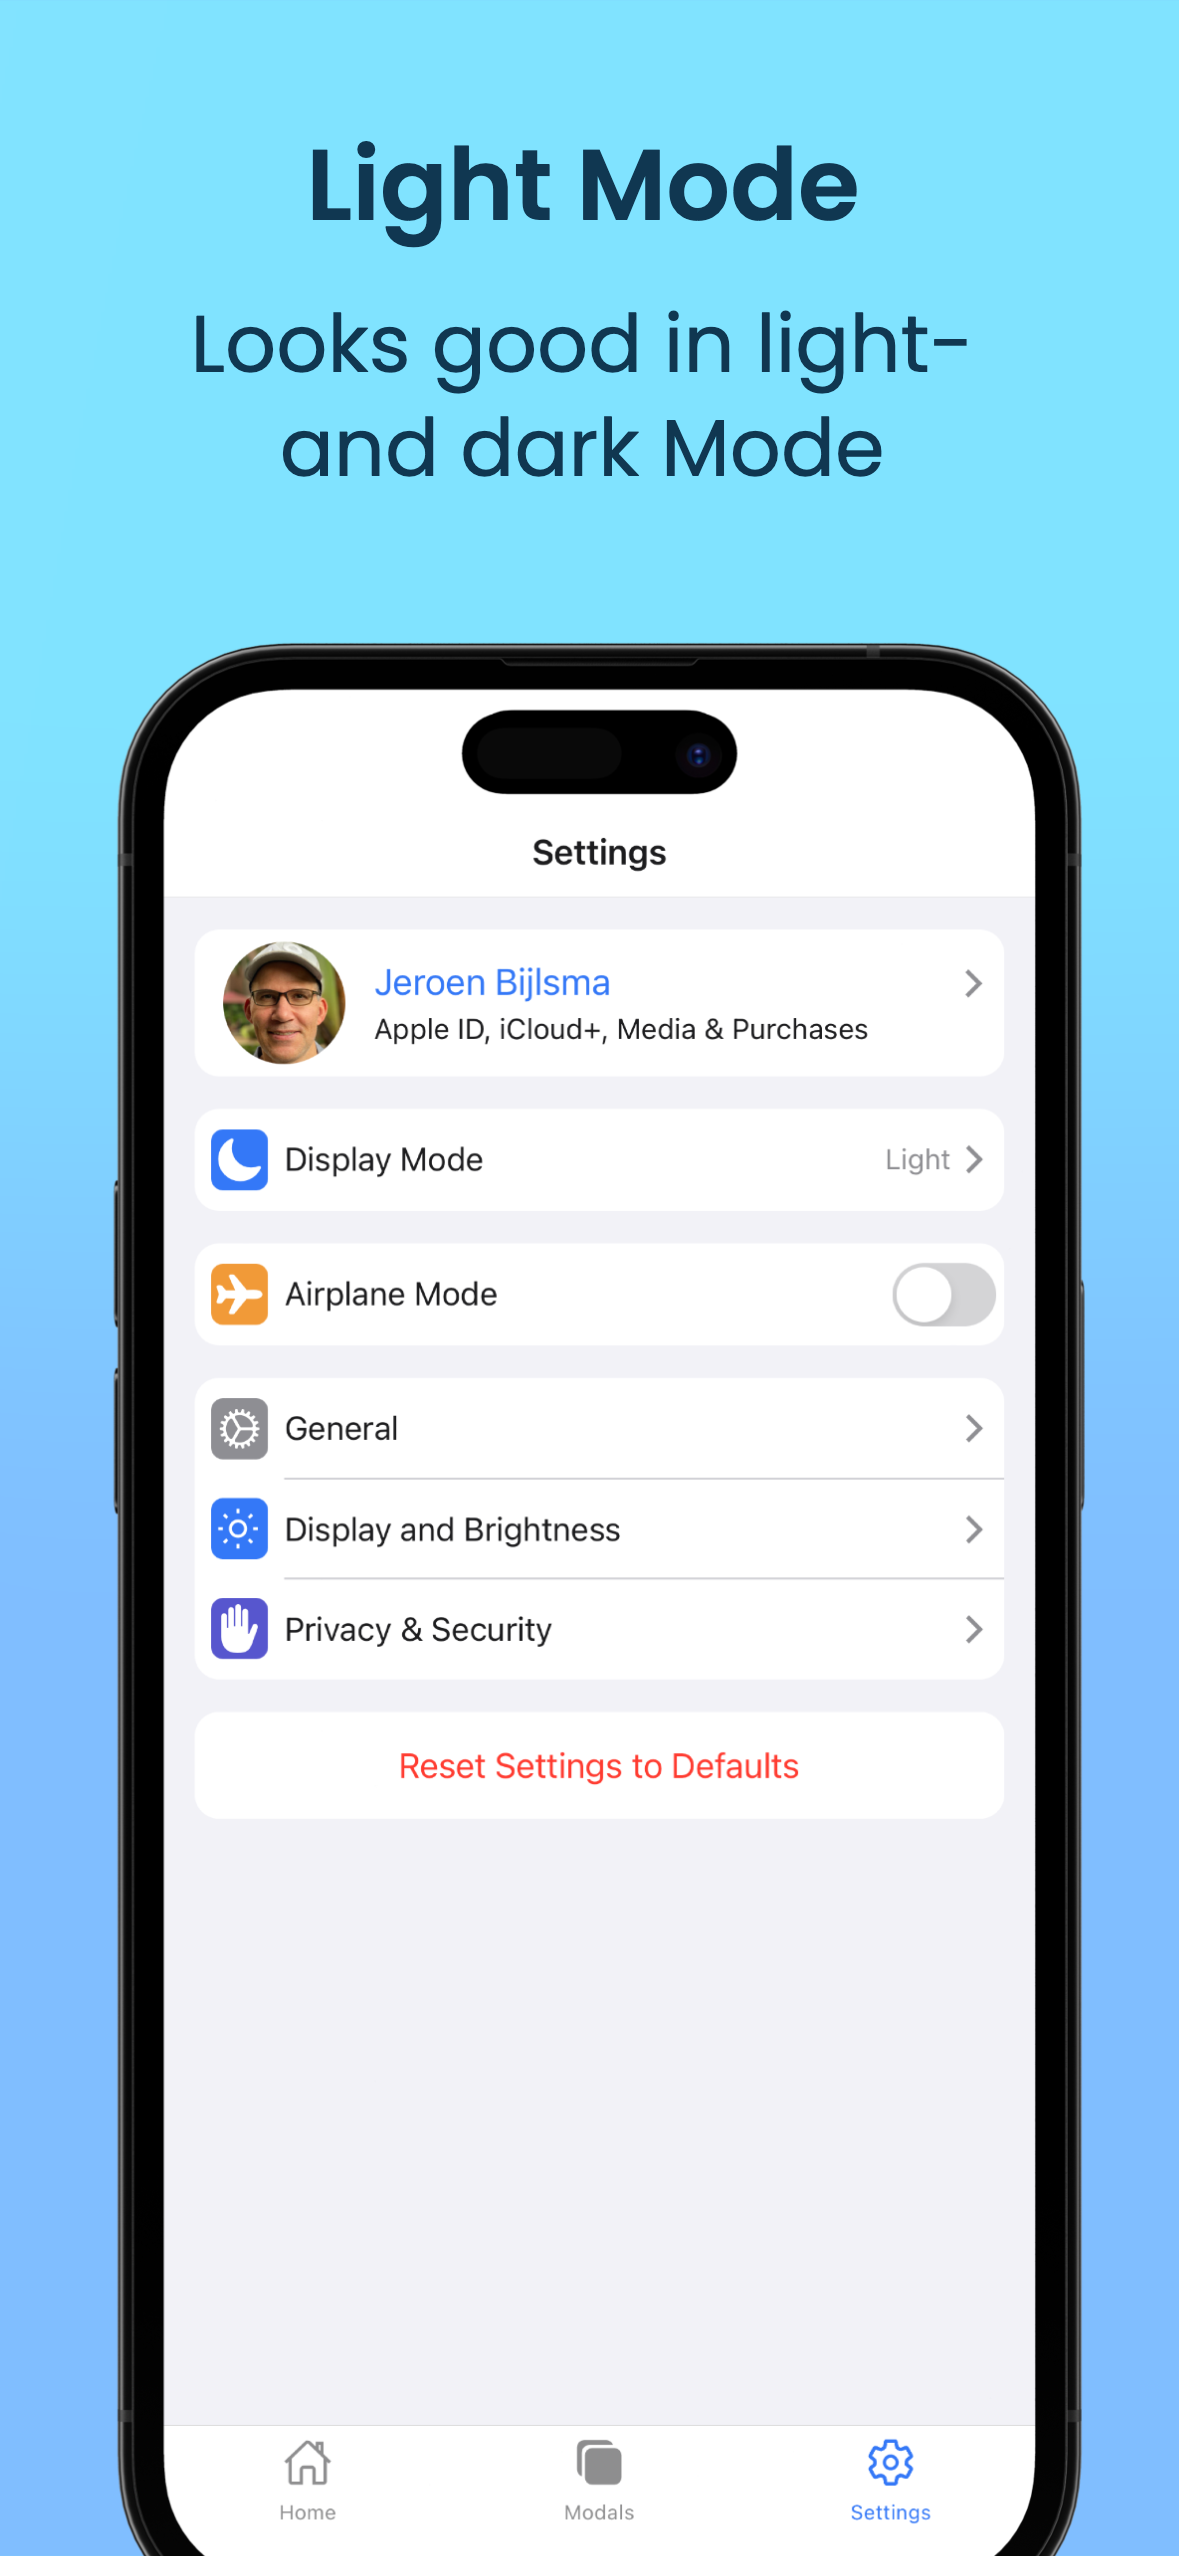 Light Mode
Looks good in light-
and dark Mode
Settings
Jeroen Bijlsma
Apple ID, iCloud+, Media & Purchases
Display Mode Light
Airplane Mode
General
Display and Brightness
Privacy & Security
Reset Settings to Defaults
Home Modals Settings